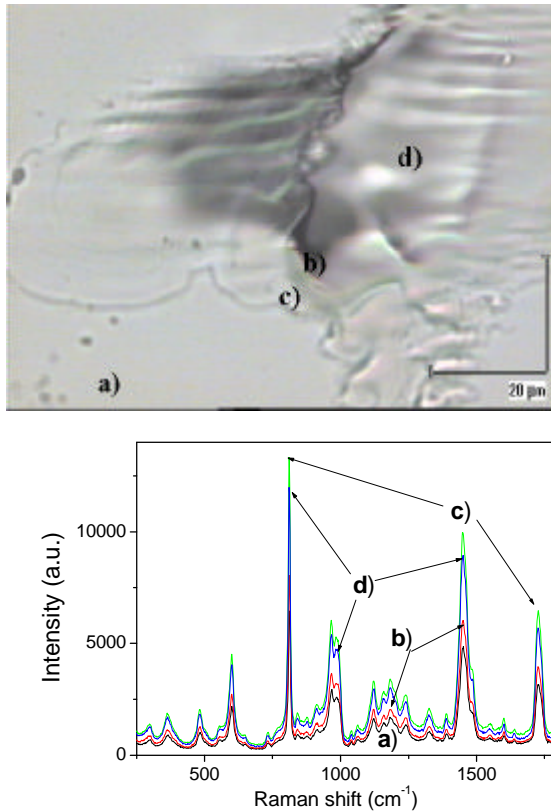 d)
b)
c)
a)
20 µm
10000
5000
0
Intensity (a.u.)
c)
d)
b)
a)
500
1000
1500
Raman shift (cm⁻¹)